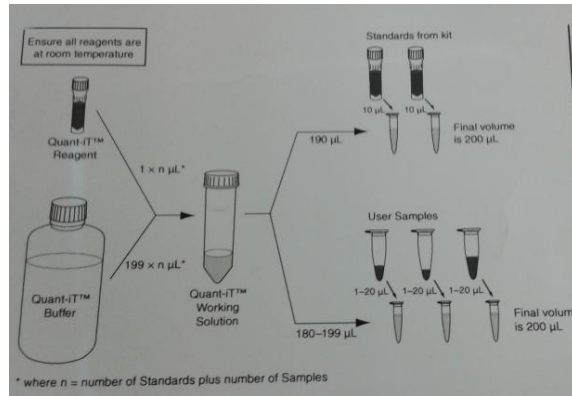 Ensure all reagents are
at room temperature
Quant-iT™
Reagent
1 × n µL*
199 × n µL*
Quant-iT™
Buffer
Quant-iT™
Working
Solution
190 µL
Standards from kit
10 µL
10 µL
Final volume
is 200 µL
User Samples
1–20 µL
1–20 µL
1–20 µL
180–199 µL
Final volum
is 200 µL
* where n = number of Standards plus number of Samples